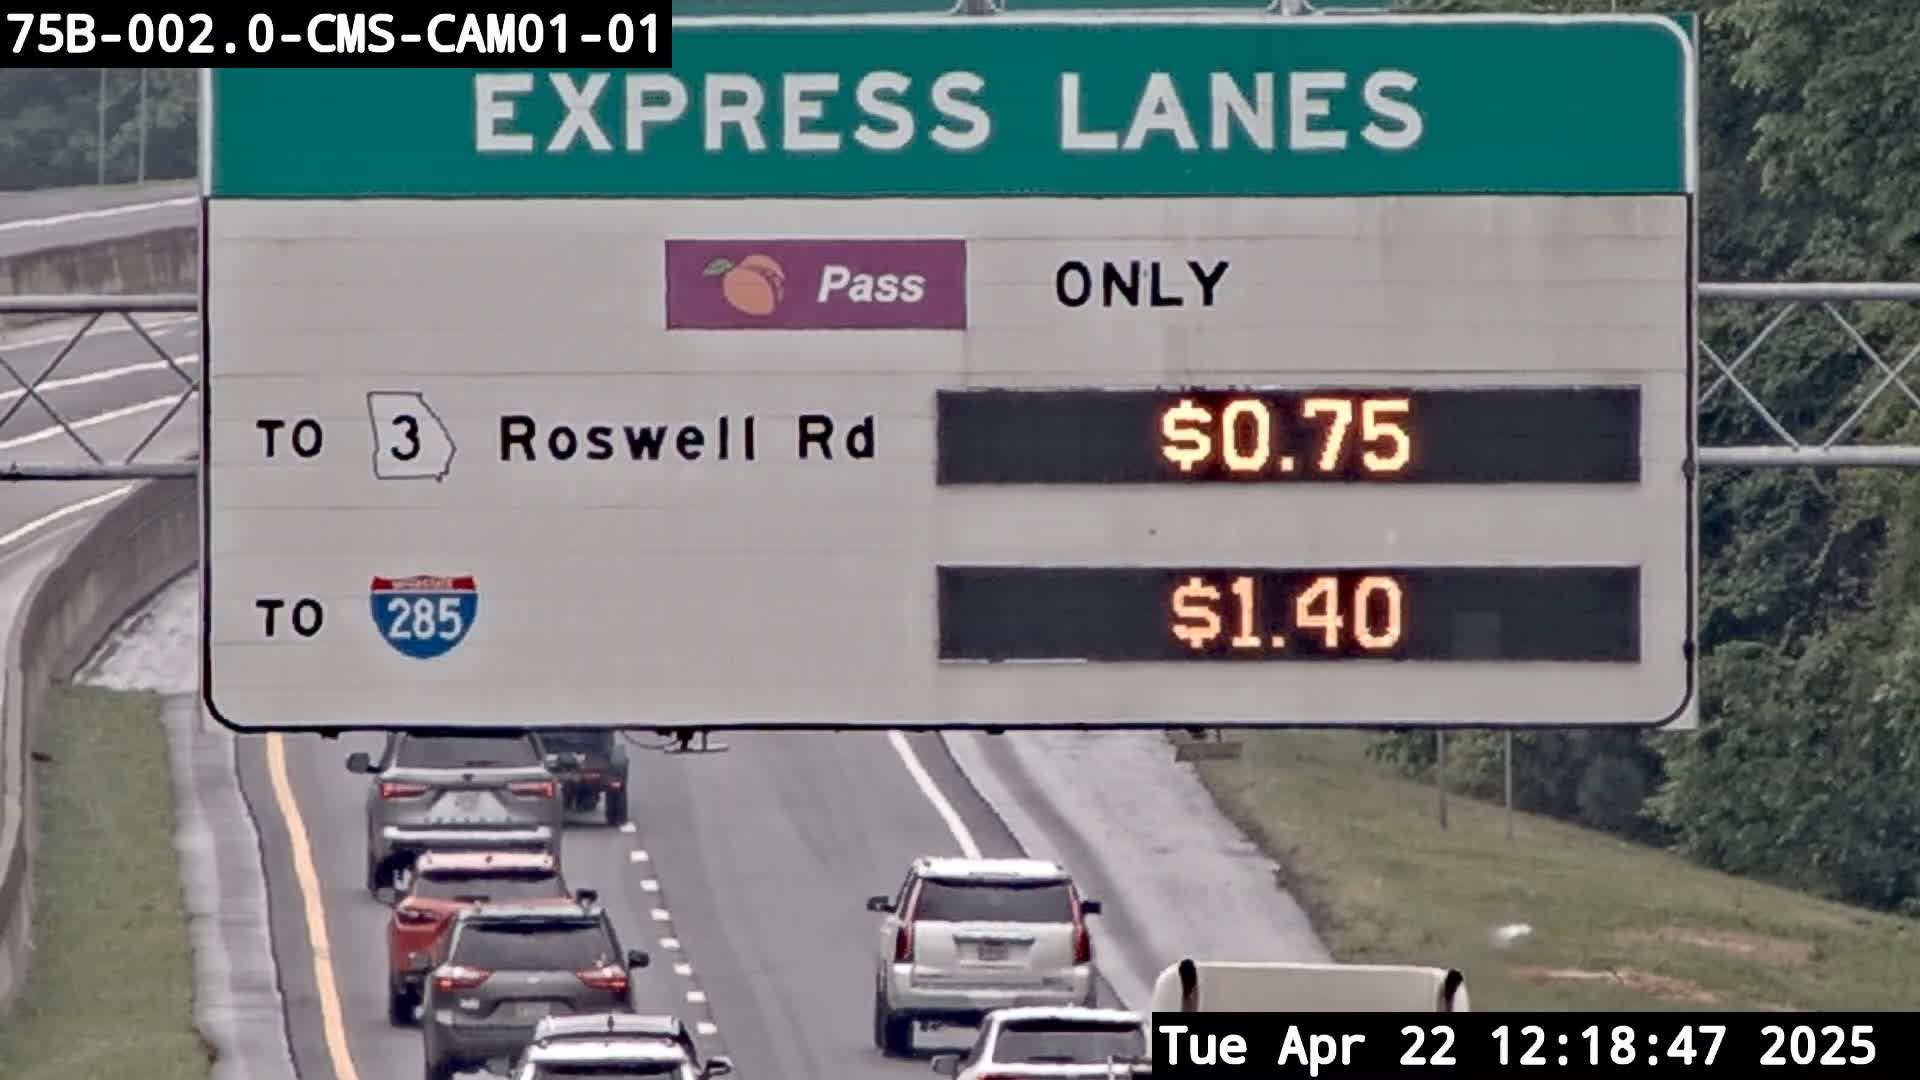 75B-002.0-CMS-CAM01-01
EXPRESS LANES
Pass ONLY
TO 3 Roswell Rd $0.75
INTERSTATE
TO 285 $1.40
Tue Apr 22 12:18:47 2025